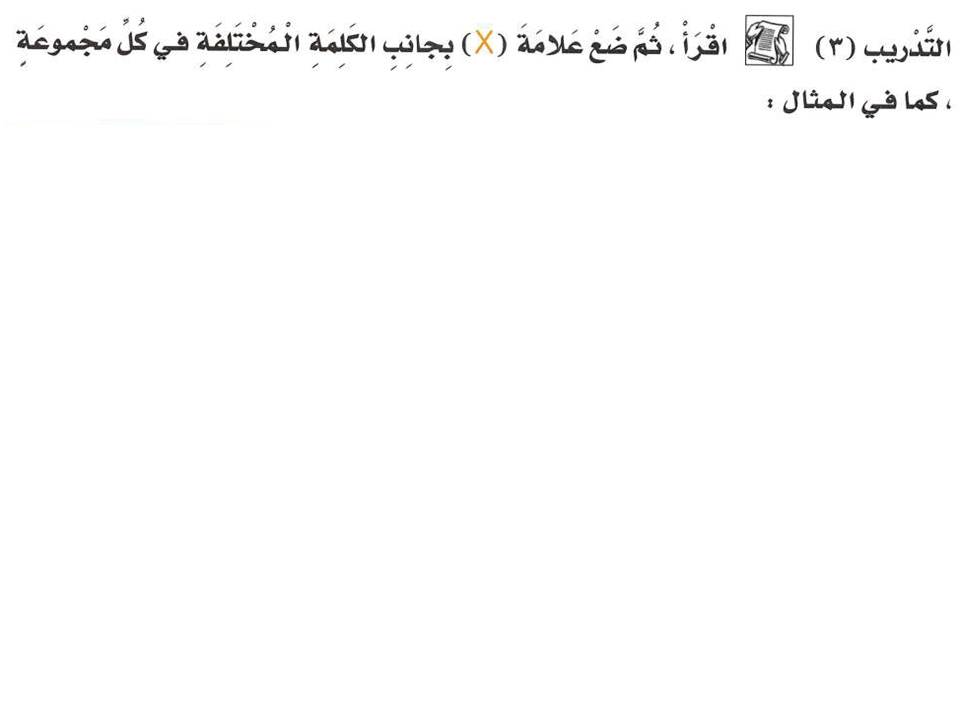 التَّدْريب (٣) اقْرَأْ ، ثُمَّ ضَعْ عَلامَةَ (X) بِجانِبِ الكَلِمَةِ الْمُخْتَلِفَةِ في كُلِّ مَجْموعَةٍ
، كما في المثال :